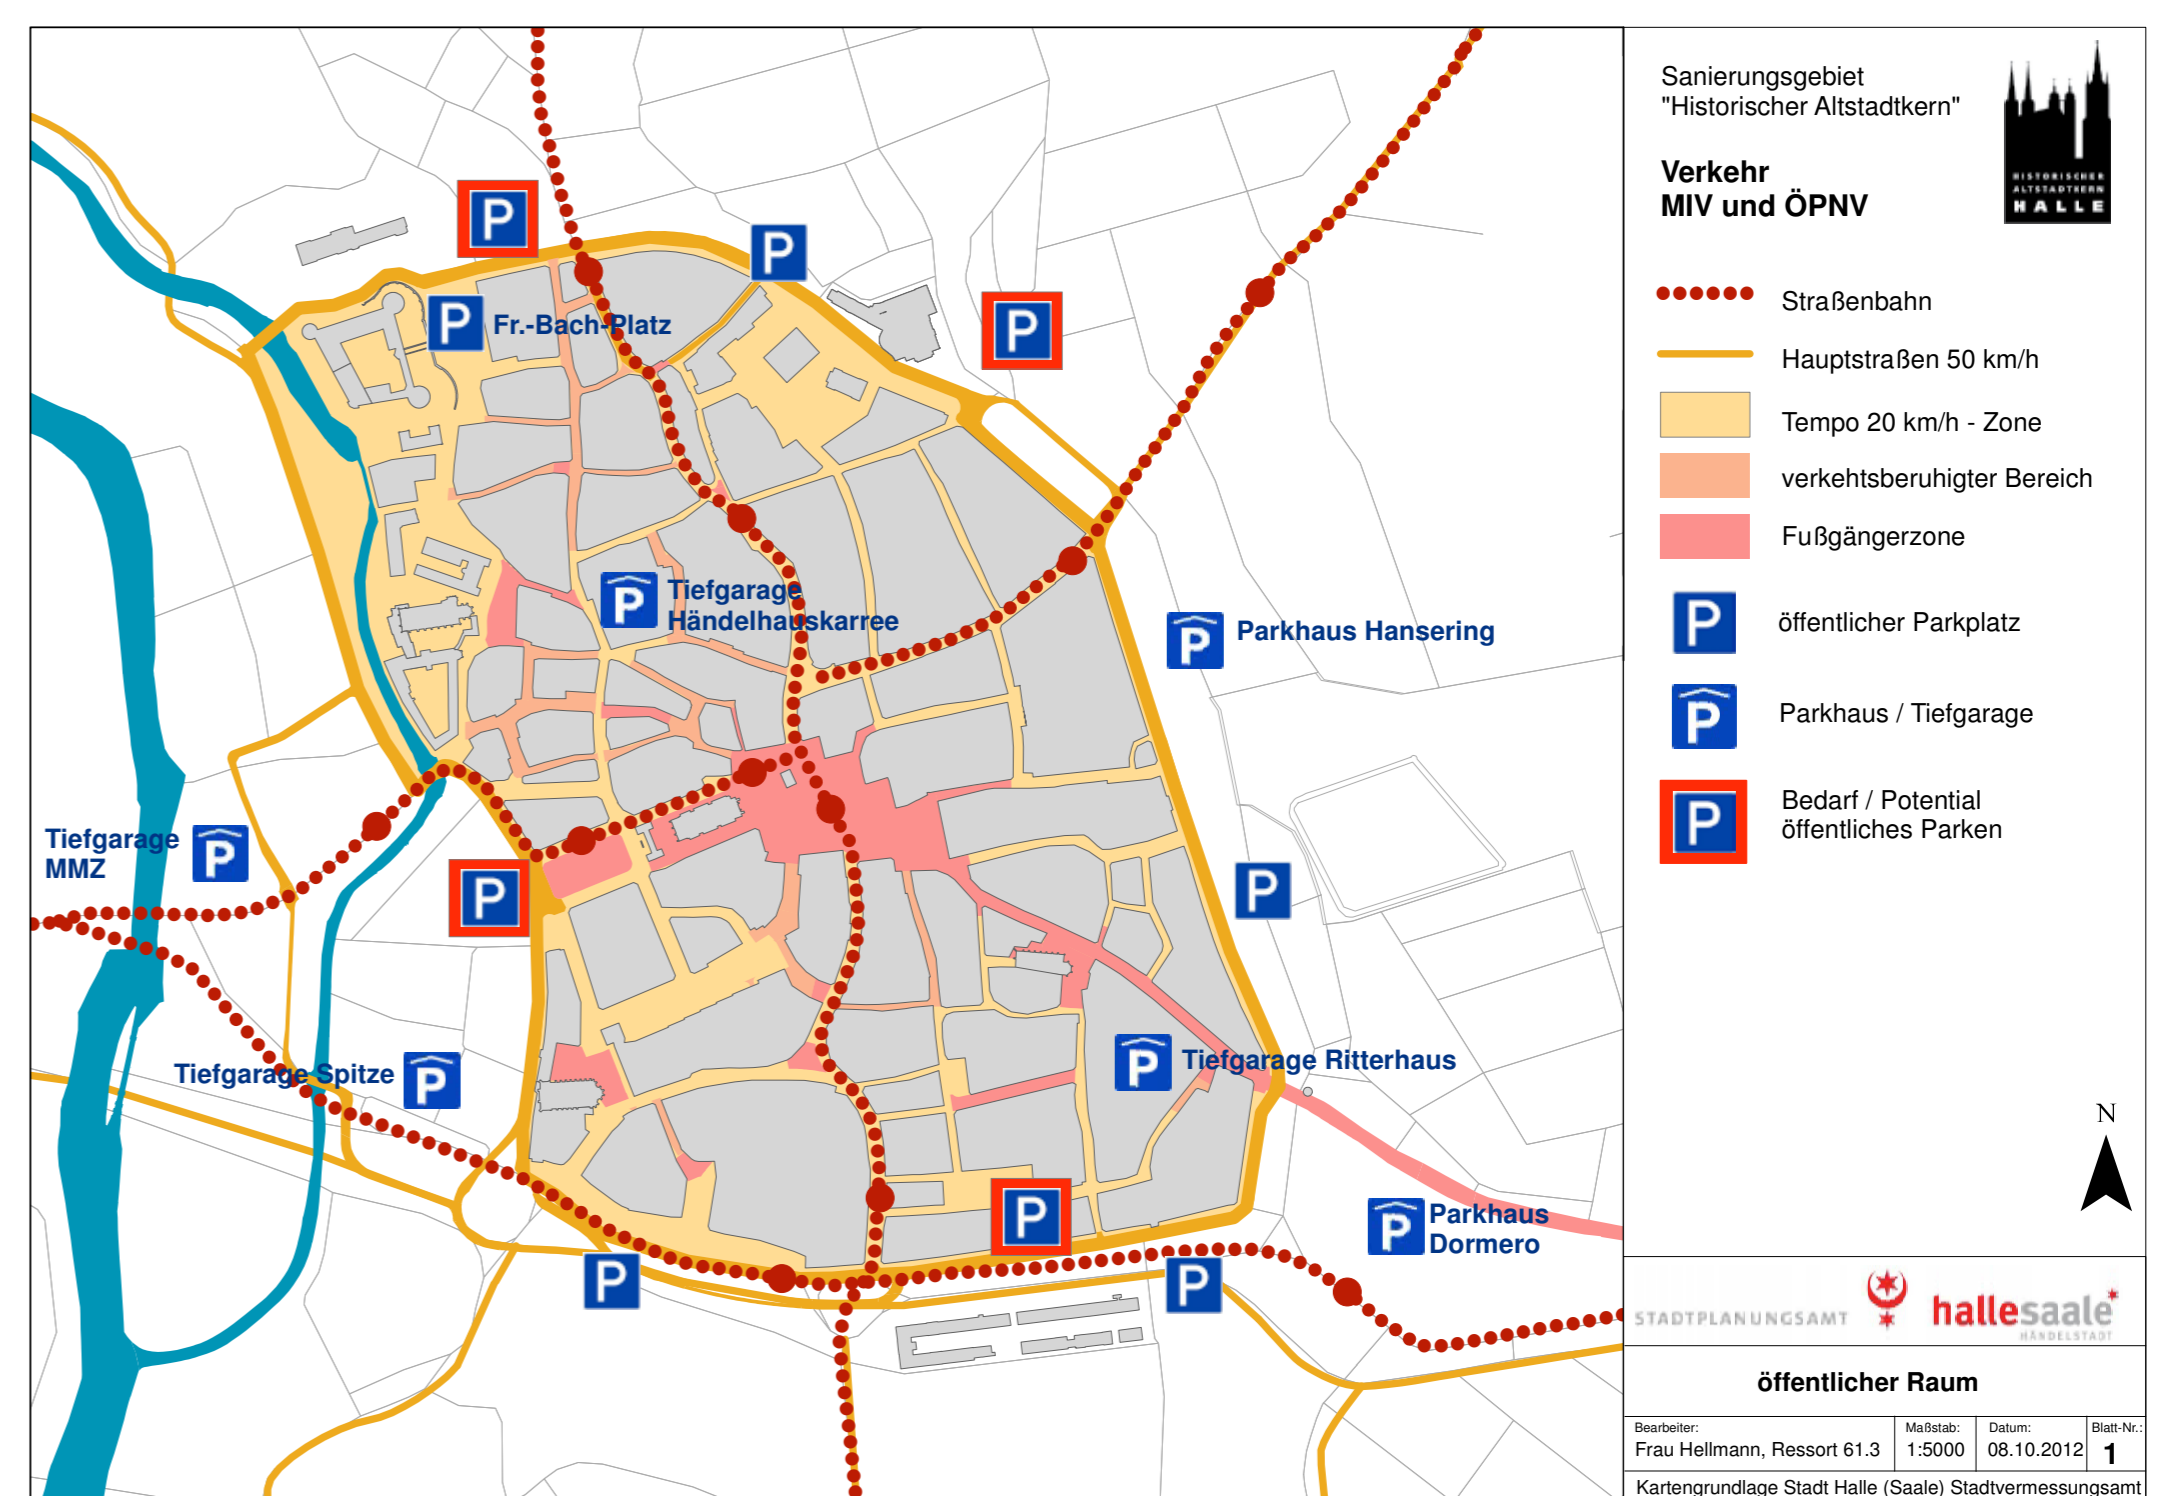 Sanierungsgebiet
"Historischer Altstadtkern"
Verkehr
MIV und ÖPNV
HISTORISCHER
ALTSTADTKERN
HALLE
Straßenbahn
Hauptstraßen 50 km/h
Tempo 20 km/h - Zone
verkehtsberuhigter Bereich
Fußgängerzone
P
öffentlicher Parkplatz
P
Parkhaus / Tiefgarage
P
Bedarf / Potential
öffentliches Parken
P
P
P
Fr.-Bach-Platz
P
P
Tiefgarage
Händelhauskarree
P
Parkhaus Hansering
Tiefgarage
MMZ
P
P
P
Tiefgarage Spitze
P
P
Tiefgarage Ritterhaus
P
P
Parkhaus
Dormero
P
P
N
STADTPLANUNGSAMT
hallesaale
HÄNDELSTADT
öffentlicher Raum
Bearbeiter:
Frau Hellmann, Ressort 61.3
Maßstab:
1:5000
Datum:
08.10.2012
Blatt-Nr.:
1
Kartengrundlage Stadt Halle (Saale) Stadtvermessungsamt